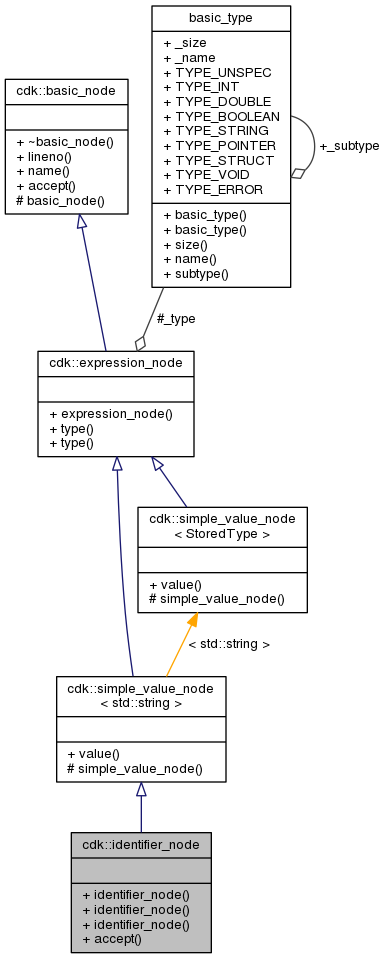 basic_type
+ _size
+ _name
+ TYPE_UNSPEC
+ TYPE_INT
+ TYPE_DOUBLE
+ TYPE_BOOLEAN
+ TYPE_STRING
+ TYPE_POINTER
+ TYPE_STRUCT
+ TYPE_VOID
+ TYPE_ERROR
+ basic_type()
+ basic_type()
+ size()
+ name()
+ subtype()
+_subtype
cdk::basic_node
+ ~basic_node()
+ lineno()
+ name()
+ accept()
# basic_node()
#_type
cdk::expression_node
+ expression_node()
+ type()
+ type()
cdk::simple_value_node
< StoredType >
+ value()
# simple_value_node()
< std::string >
cdk::simple_value_node
< std::string >
+ value()
# simple_value_node()
cdk::identifier_node
+ identifier_node()
+ identifier_node()
+ identifier_node()
+ accept()